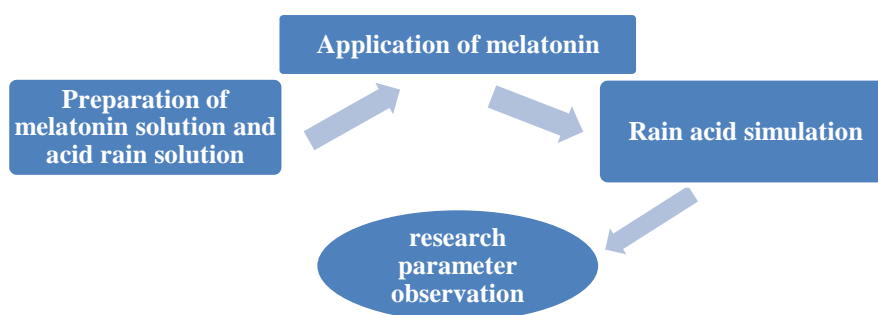 Application of melatonin
Preparation of
melatonin solution and
acid rain solution
Rain acid simulation
research
parameter
observation